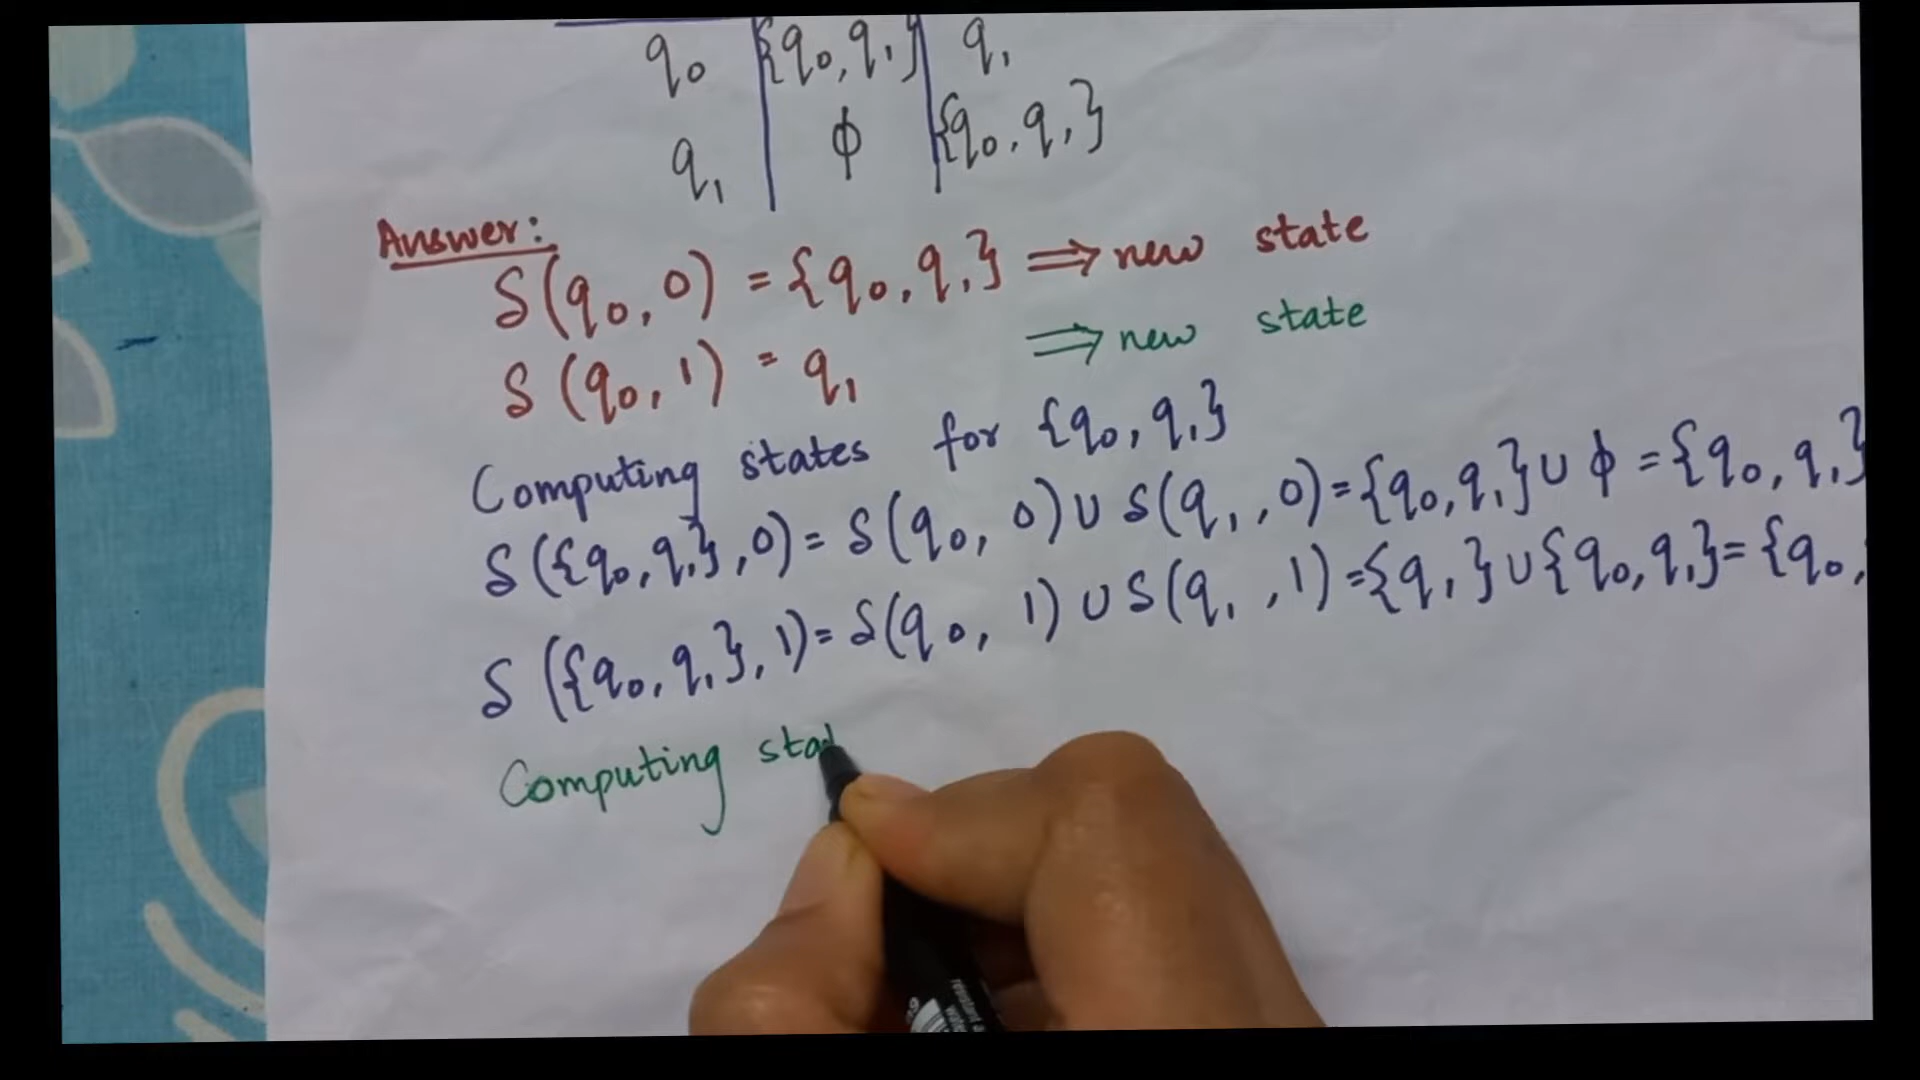 q0 {q0, q1} q1
q1 ϕ {q0, q1}
Answer:
δ(q0, 0) = {q0, q1} ⟹ new state
δ(q0, 1) = q1 ⟹ new state
Computing states for {q0, q1}
δ({q0, q1}, 0) = δ(q0, 0) ∪ δ(q1, 0) = {q0, q1} ∪ ϕ = {q0, q1}
δ({q0, q1}, 1) = δ(q0, 1) ∪ δ(q1, 1) = {q1} ∪ {q0, q1} = {q0,
Computing stat